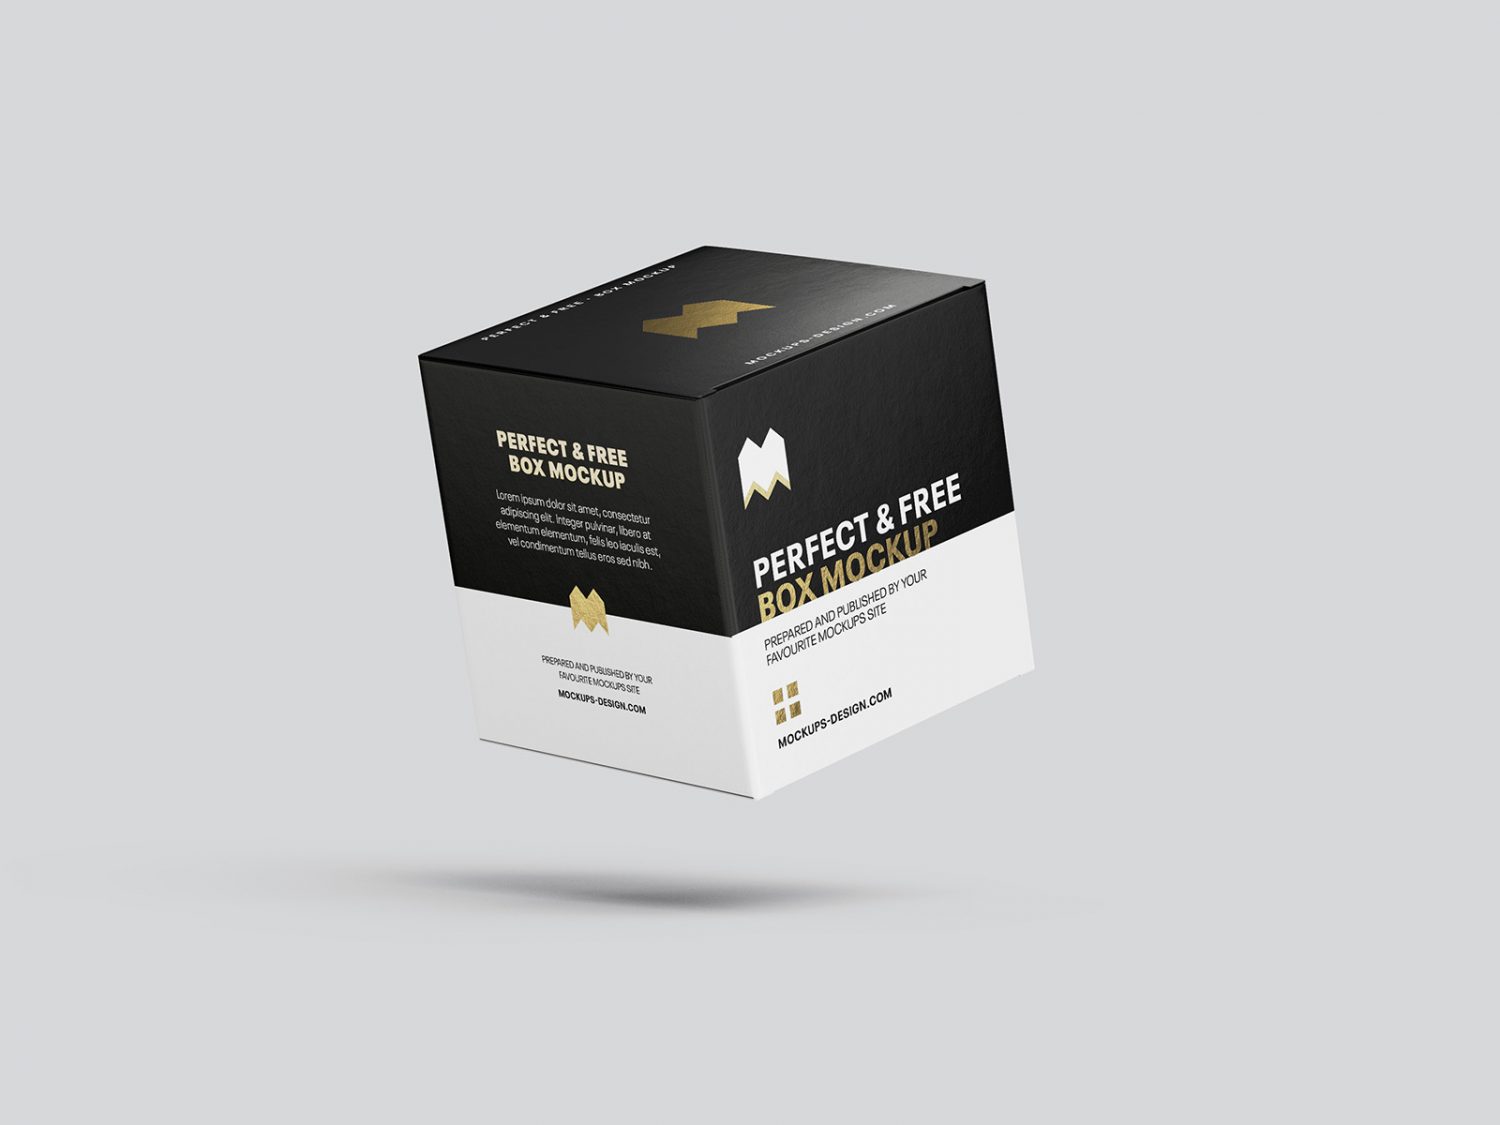 PERFECT & FREE · BOX MOCKUP
MOCKUPS-DESIGN.COM
PERFECT & FREE
BOX MOCKUP
Lorem ipsum dolor sit amet, consectetur
adipiscing elit. Integer pulvinar, libero at
elementum elementum, felis leo iaculis est,
vel condimentum tellus eros sed nibh.
PREPARED AND PUBLISHED BY YOUR
FAVOURITE MOCKUPS SITE
MOCKUPS-DESIGN.COM
PERFECT & FREE
BOX MOCKUP
PREPARED AND PUBLISHED BY YOUR
FAVOURITE MOCKUPS SITE
MOCKUPS-DESIGN.COM